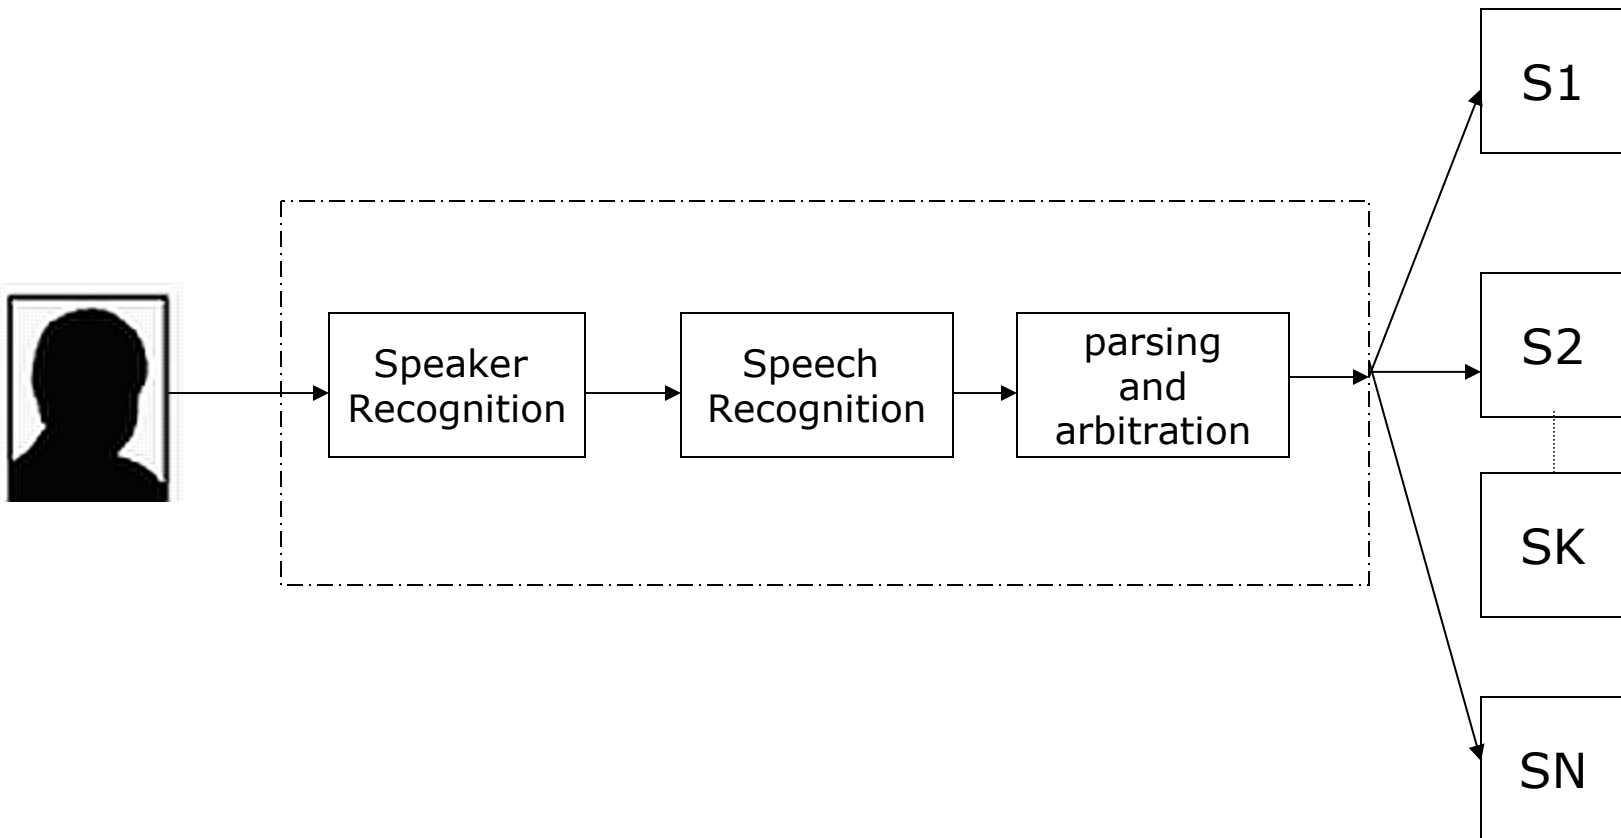 Speaker
Recognition
Speech
Recognition
parsing
and
arbitration
S1
S2
SK
SN